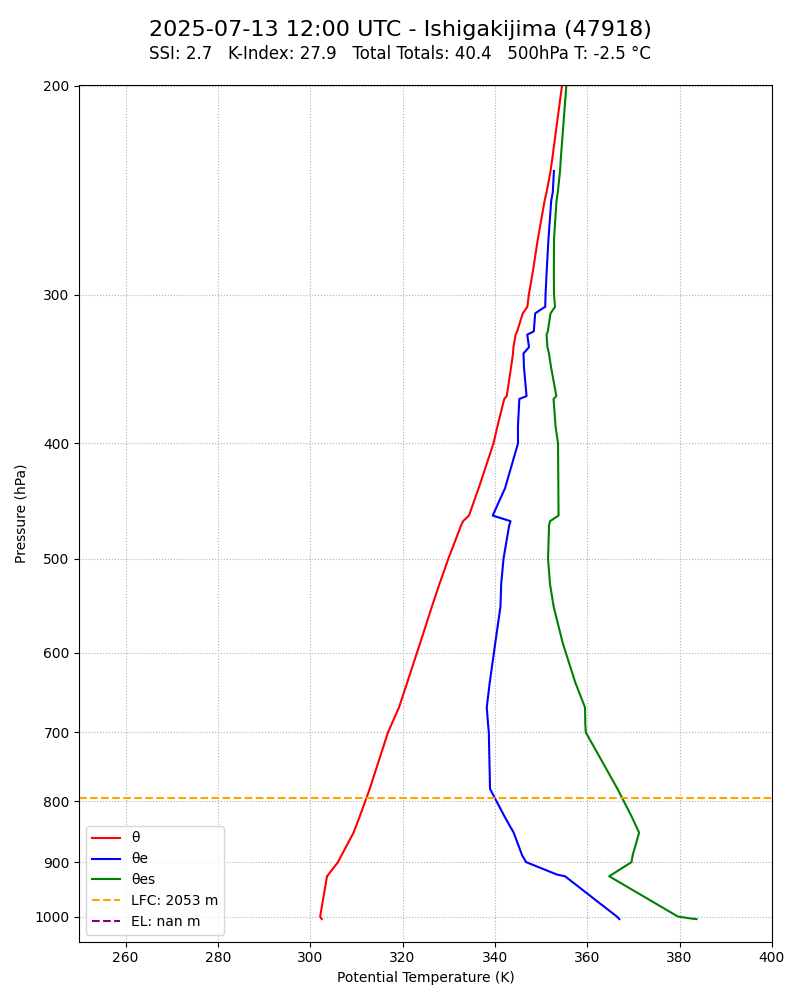 2025-07-13 12:00 UTC - Ishigakijima (47918)
SSI: 2.7 K-Index: 27.9 Total Totals: 40.4 500hPa T: -2.5 °C
200
300
400
500
600
700
800
900
1000
Pressure (hPa)
θ
θe
θes
LFC: 2053 m
EL: nan m
260 280 300 320 340 360 380 400
Potential Temperature (K)